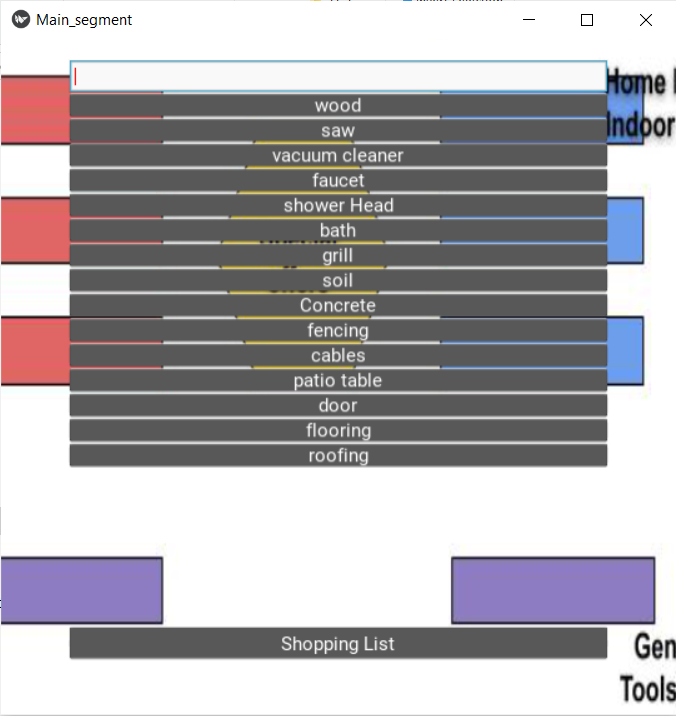 Main_segment
Home
Indoor
wood
saw
vacuum cleaner
faucet
shower Head
bath
grill
soil
Concrete
fencing
cables
patio table
door
flooring
roofing
Shopping List
Gen
Tools